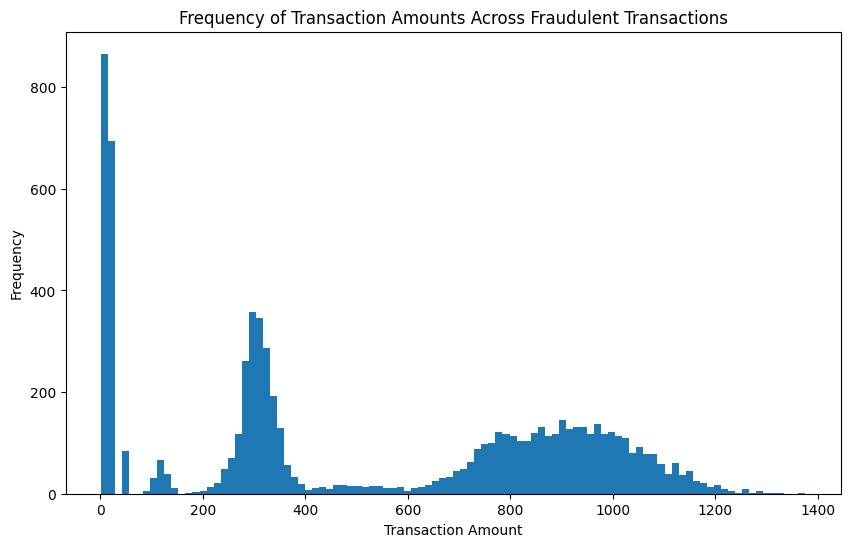 Frequency of Transaction Amounts Across Fraudulent Transactions
800
600
400
200
0
Frequency
0 200 400 600 800 1000 1200 1400
Transaction Amount